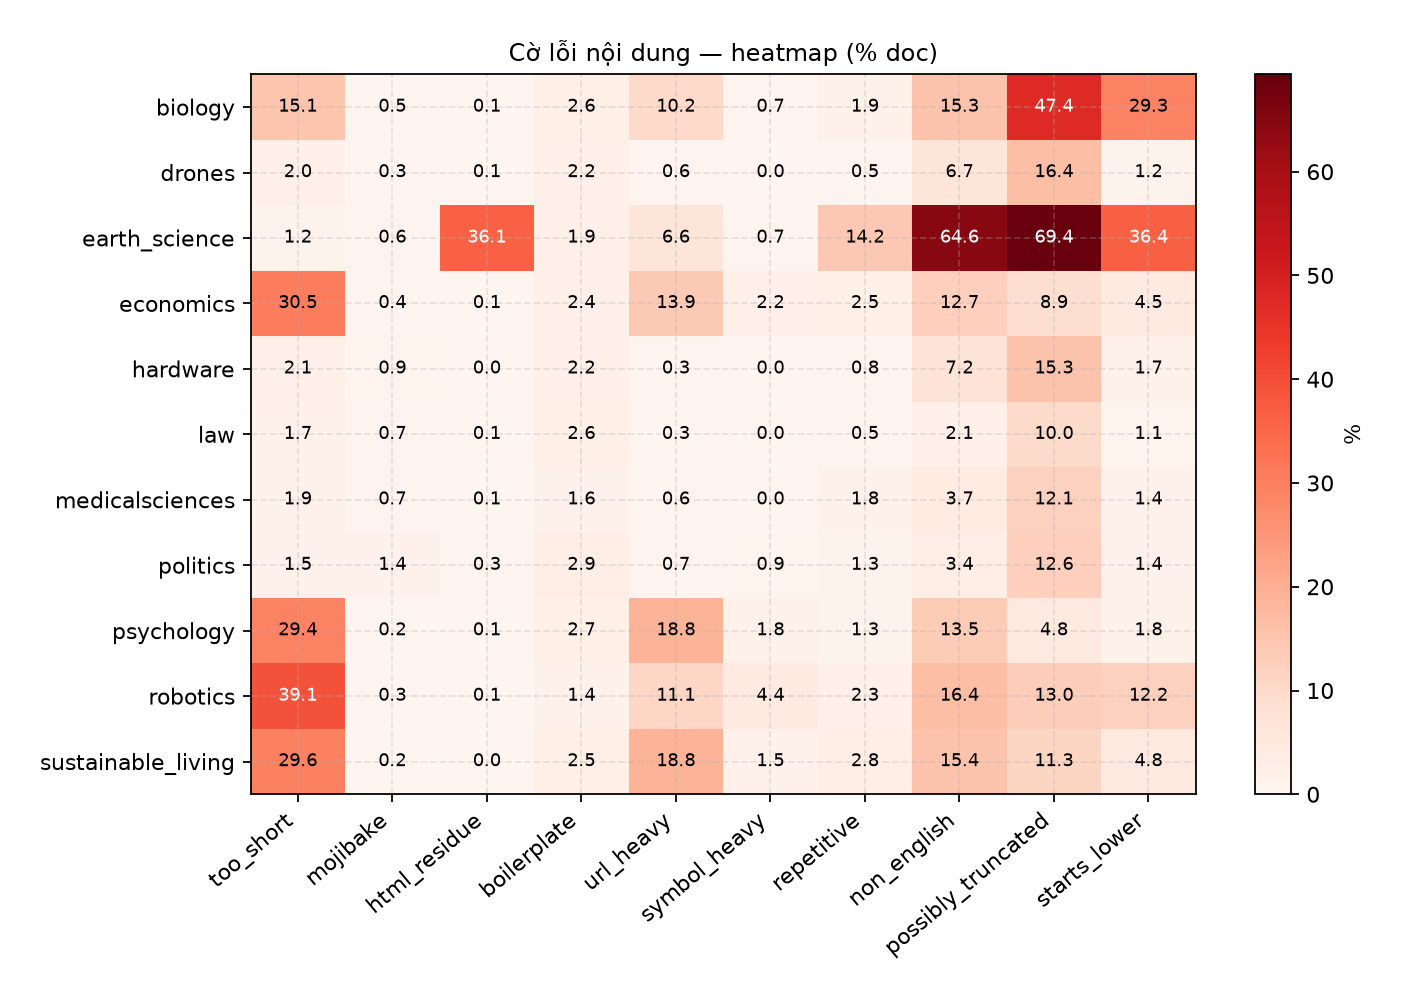 Cờ lỗi nội dung — heatmap (% doc)
biology 15.1 0.5 0.1 2.6 10.2 0.7 1.9 15.3 47.4 29.3
drones 2.0 0.3 0.1 2.2 0.6 0.0 0.5 6.7 16.4 1.2
earth_science 1.2 0.6 36.1 1.9 6.6 0.7 14.2 64.6 69.4 36.4
economics 30.5 0.4 0.1 2.4 13.9 2.2 2.5 12.7 8.9 4.5
hardware 2.1 0.9 0.0 2.2 0.3 0.0 0.8 7.2 15.3 1.7
law 1.7 0.7 0.1 2.6 0.3 0.0 0.5 2.1 10.0 1.1
medicalsciences 1.9 0.7 0.1 1.6 0.6 0.0 1.8 3.7 12.1 1.4
politics 1.5 1.4 0.3 2.9 0.7 0.9 1.3 3.4 12.6 1.4
psychology 29.4 0.2 0.1 2.7 18.8 1.8 1.3 13.5 4.8 1.8
robotics 39.1 0.3 0.1 1.4 11.1 4.4 2.3 16.4 13.0 12.2
sustainable_living 29.6 0.2 0.0 2.5 18.8 1.5 2.8 15.4 11.3 4.8
too_short mojibake html_residue boilerplate url_heavy symbol_heavy repetitive non_english possibly_truncated starts_lower
60
50
40
30
20
10
0
%